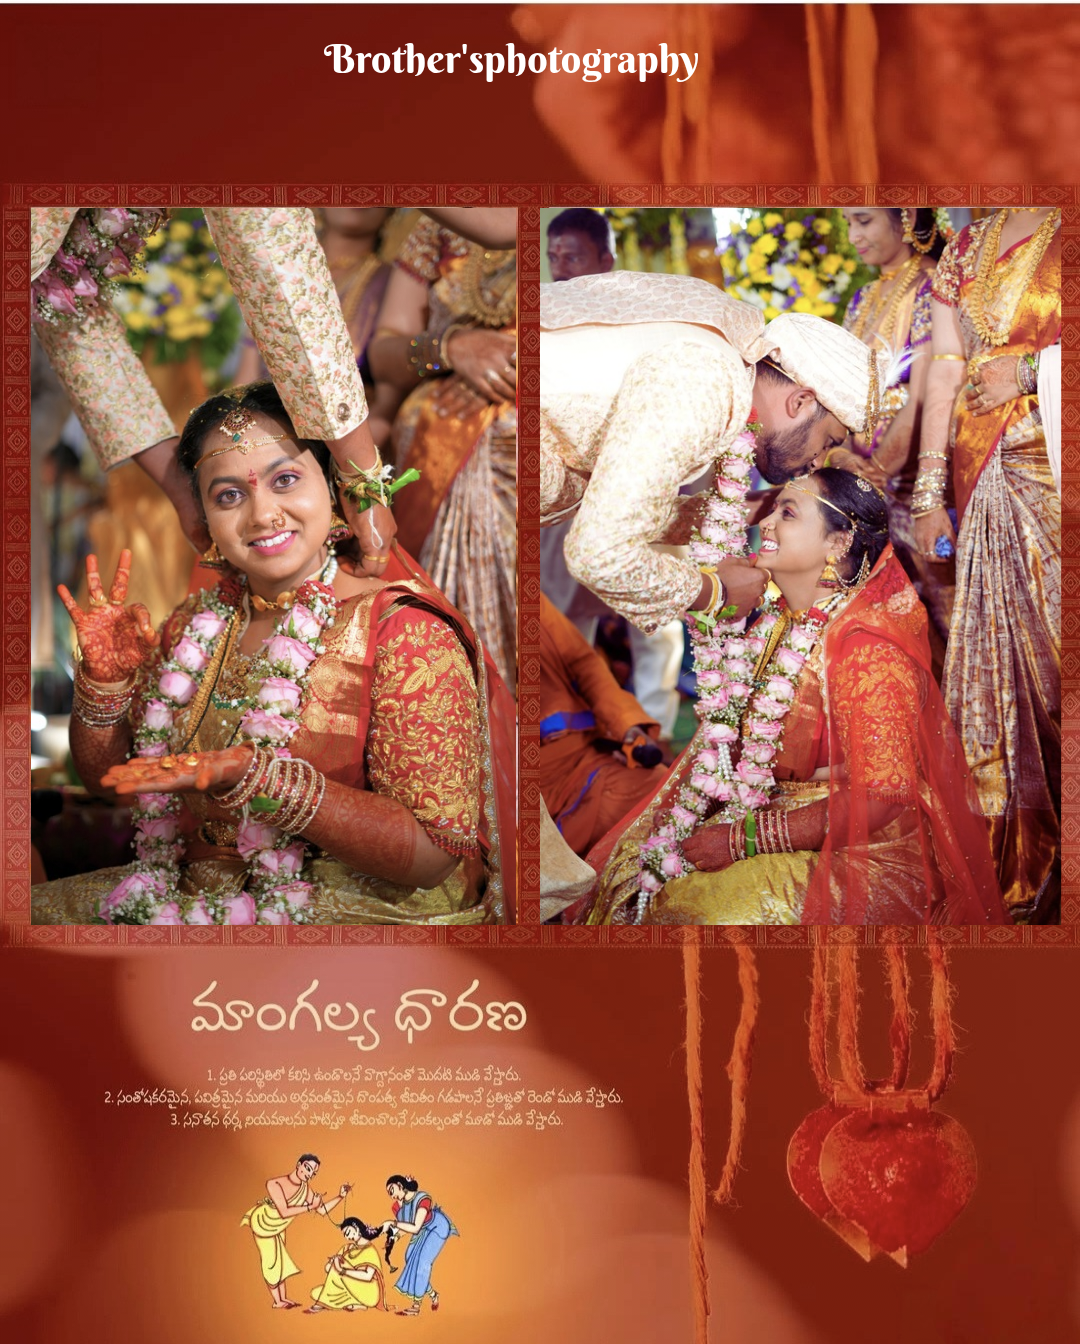 Brother'sphotography
మాంగల్య ధారణ
1. ప్రతి పరిస్థితిలో కలిసి ఉండాలనే వాగ్దానంతో మొదటి ముడి వేస్తారు.
2. సంతోషకరమైన, పవిత్రమైన మరియు అర్థవంతమైన దాంపత్య జీవితం గడపాలనే ప్రతిజ్ఞతో రెండో ముడి వేస్తారు.
3. సనాతన ధర్మ నియమాలను పాటిస్తూ జీవించాలనే సంకల్పంతో మూడో ముడి వేస్తారు.